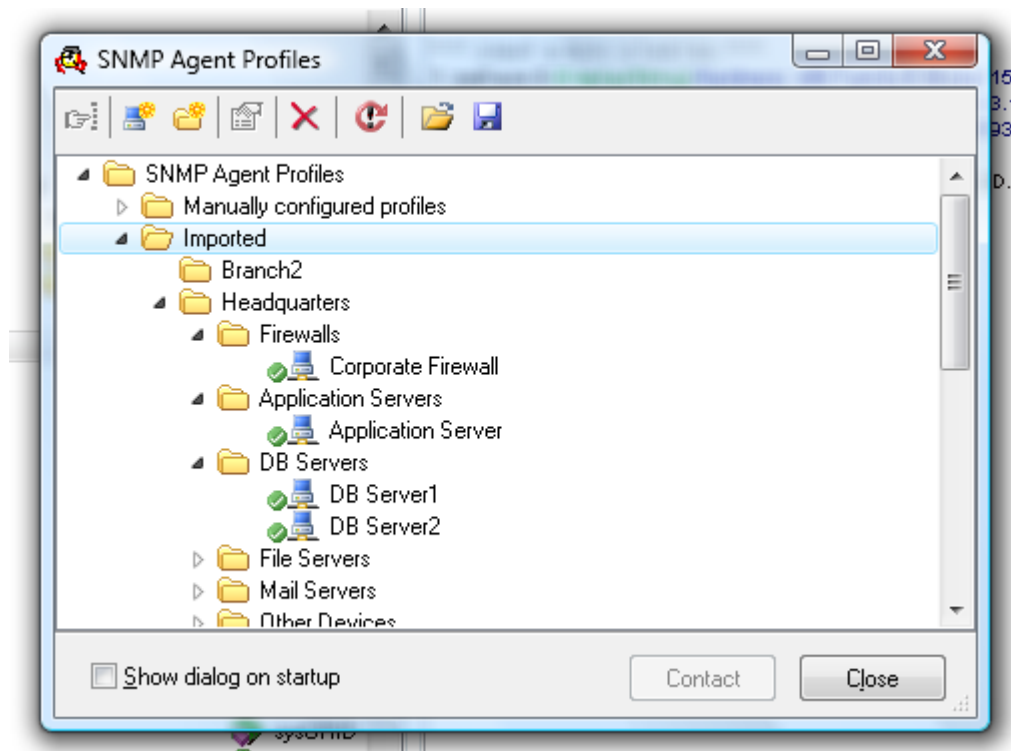 SNMP Agent Profiles
SNMP Agent Profiles
Manually configured profiles
Imported
Branch2
Headquarters
Firewalls
Corporate Firewall
Application Servers
Application Server
DB Servers
DB Server1
DB Server2
File Servers
Mail Servers
Other Devices
Show dialog on startup
Contact
Close